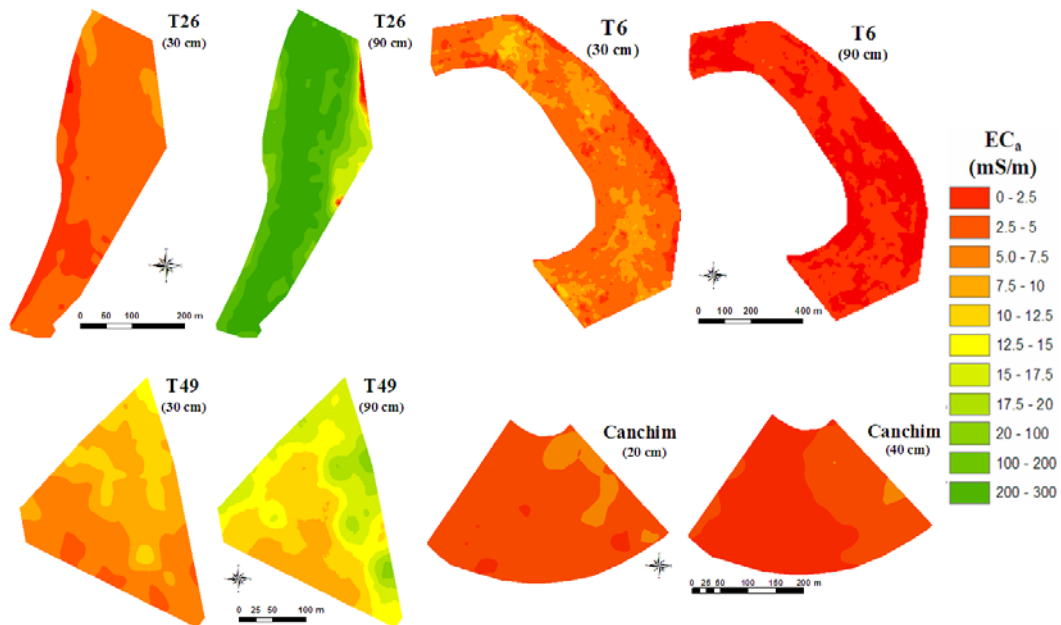 T26
(30 cm)
T26
(90 cm)
T6
(30 cm)
T6
(90 cm)
0 50 100 200 m
0 100 200 400 m
ECa
(mS/m)
0 - 2.5
2.5 - 5
5.0 - 7.5
7.5 - 10
10 - 12.5
12.5 - 15
15 - 17.5
17.5 - 20
20 - 100
100 - 200
200 - 300
T49
(30 cm)
T49
(90 cm)
Canchim
(20 cm)
Canchim
(40 cm)
0 25 50 100 m
0 25 50 100 150 200 m